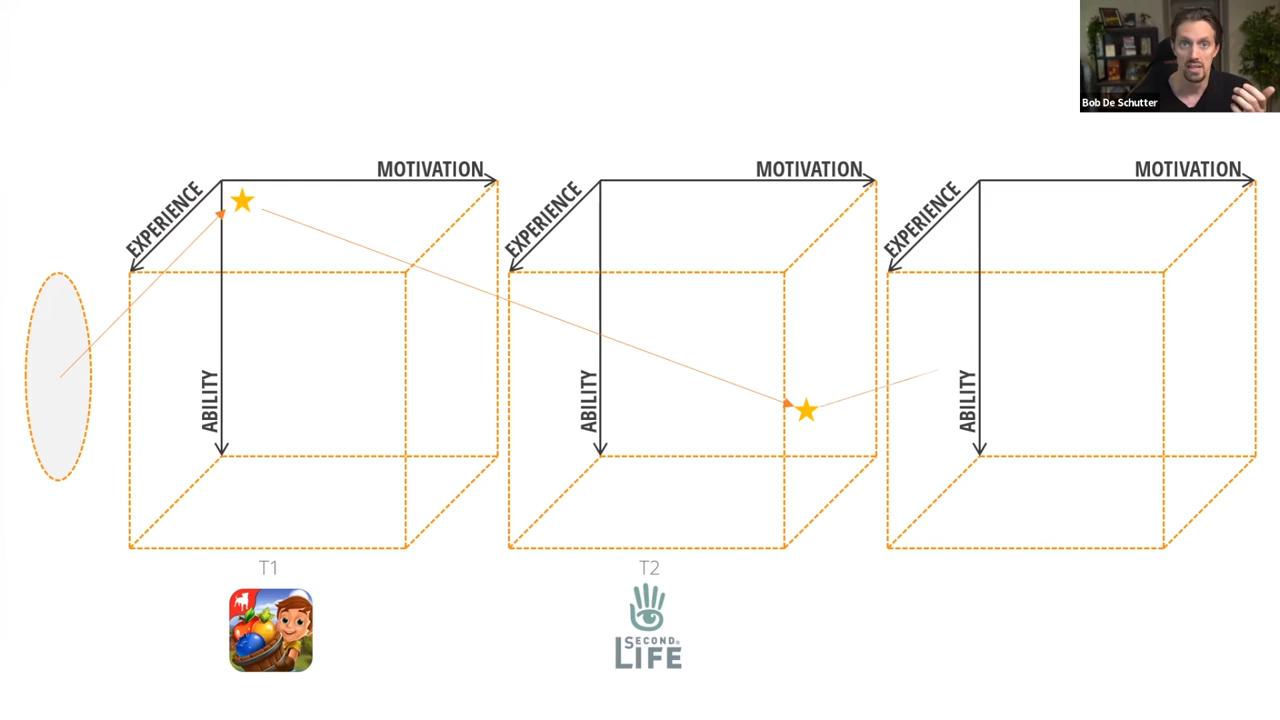 Bob De Schutter
MOTIVATION
MOTIVATION
MOTIVATION
EXPERIENCE
EXPERIENCE
EXPERIENCE
ABILITY
ABILITY
ABILITY
T1
T2
SECOND
LIFE